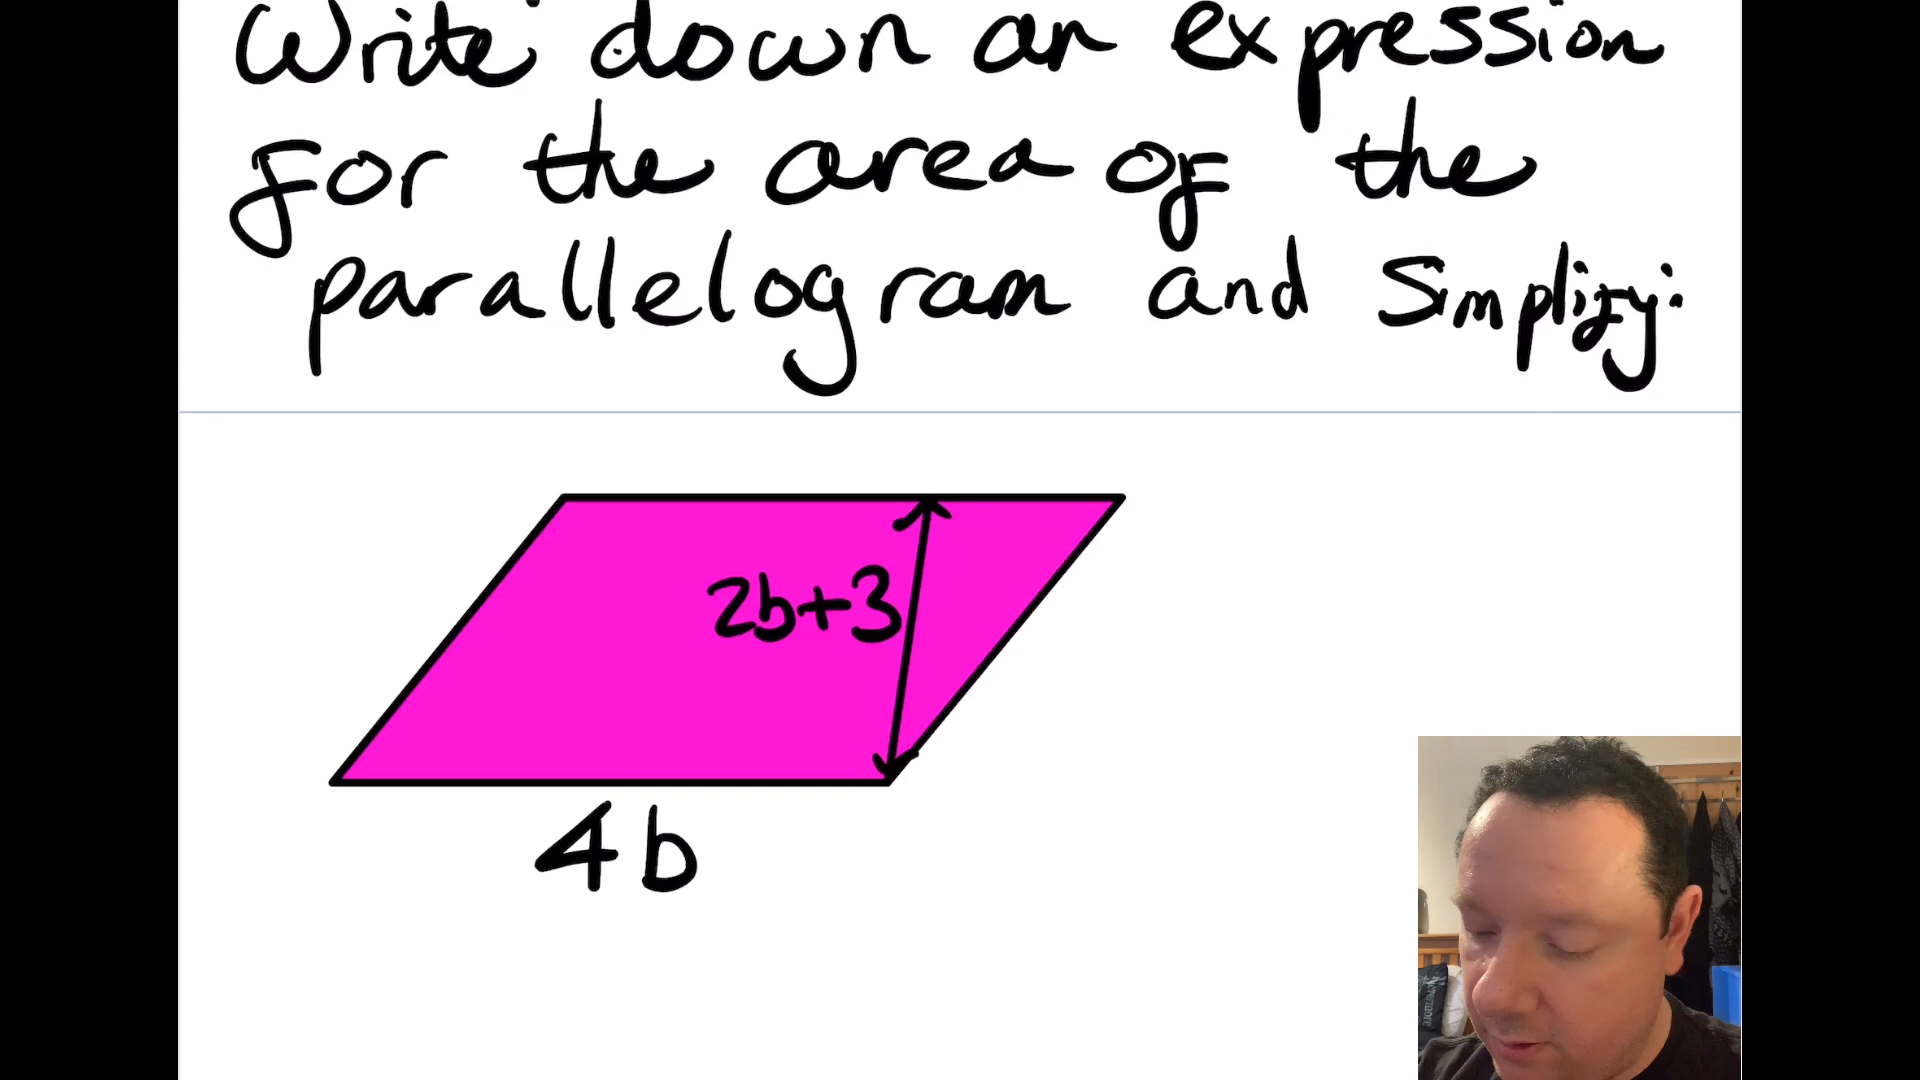 Write down an expression
for the area of the
parallelogram and Simplify.
2b+3
4b